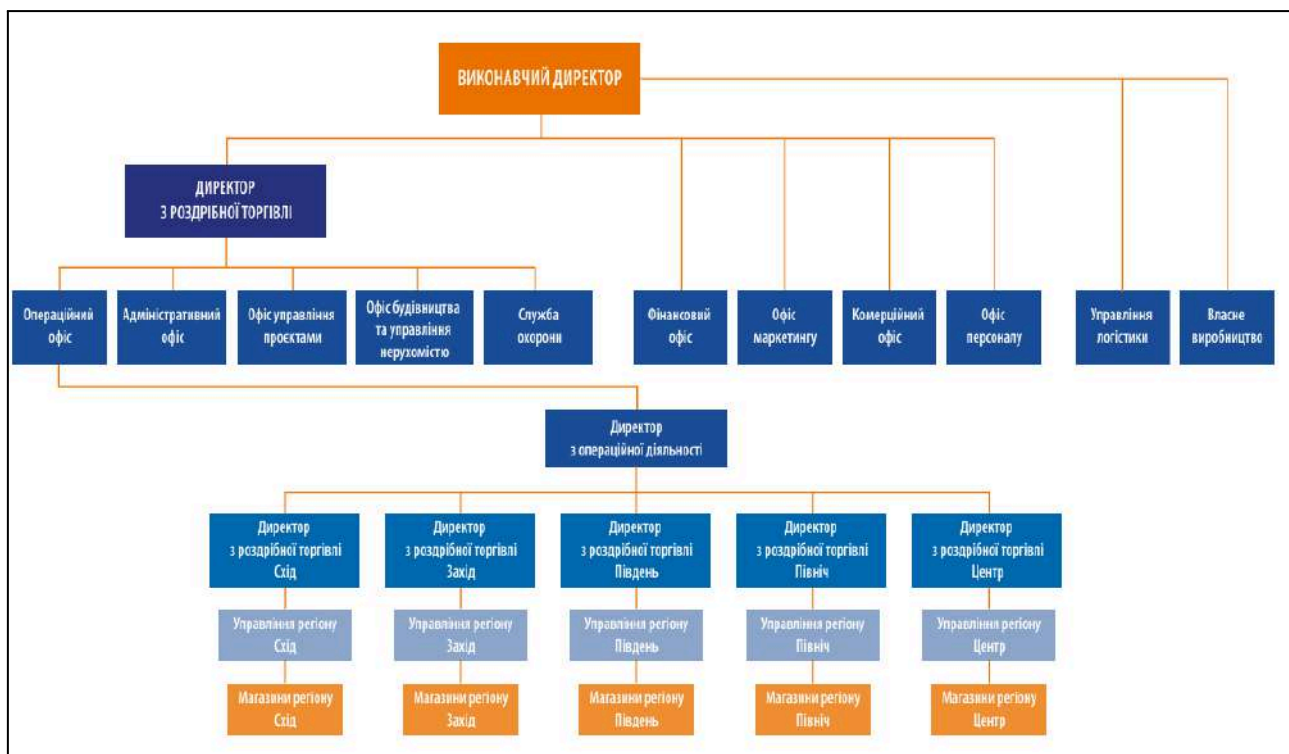 ВИКОНАВЧИЙ ДИРЕКТОР
ДИРЕКТОР
З РОЗДРІБНОЇ ТОРГІВЛІ
Операційний
офіс
Адміністративний
офіс
Офіс управління
проєктами
Офіс будівництва
та управління
нерухомістю
Служба
охорони
Фінансовий
офіс
Офіс
маркетингу
Комерційний
офіс
Офіс
персоналу
Управління
логістики
Власне
виробництво
Директор
з операційної діяльності
Директор
з роздрібної торгівлі
Схід
Директор
з роздрібної торгівлі
Захід
Директор
з роздрібної торгівлі
Південь
Директор
з роздрібної торгівлі
Північ
Директор
з роздрібної торгівлі
Центр
Управління регіону
Схід
Управління регіону
Захід
Управління регіону
Південь
Управління регіону
Північ
Управління регіону
Центр
Магазини регіону
Схід
Магазини регіону
Захід
Магазини регіону
Південь
Магазини регіону
Північ
Магазини регіону
Центр